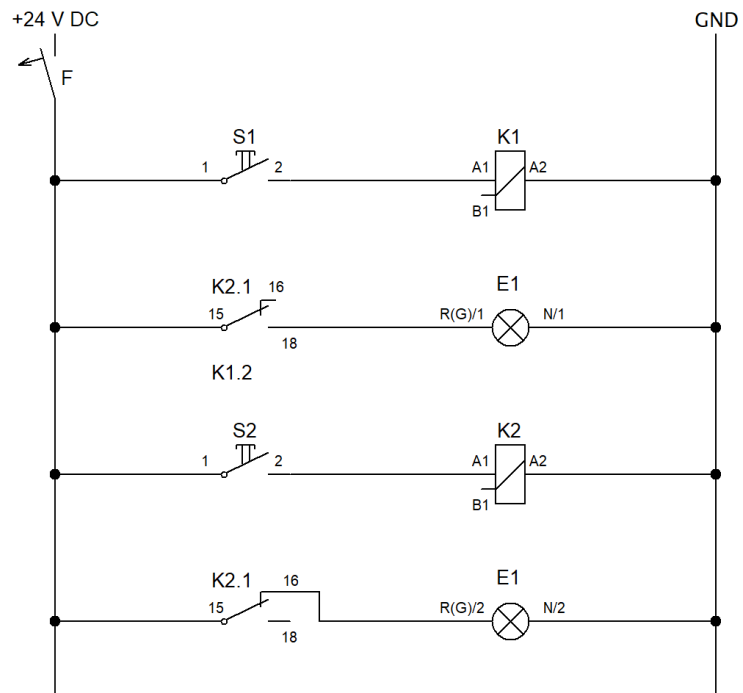 +24 V DC GND
F
S1 K1
1 2 A1 A2
B1
K2.1 16 E1
15 R(G)/1 N/1
18
K1.2
S2 K2
1 2 A1 A2
B1
K2.1 16 E1
15 R(G)/2 N/2
18